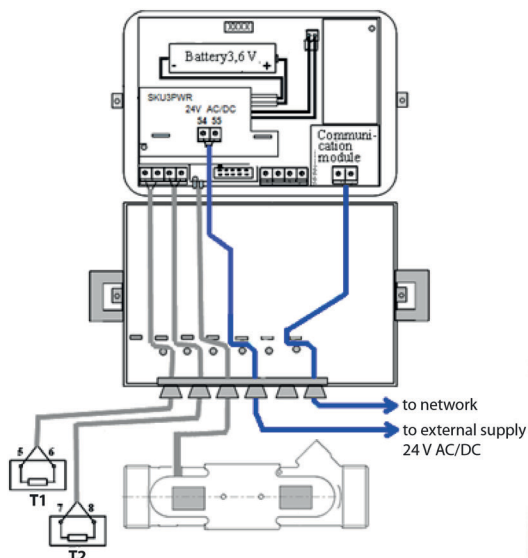 XXXX
Battery3,6 V
- +
SKU3PWR
24V AC/DC
54 55
Communi-
cation
module
to network
to external supply
24 V AC/DC
5 6
T1
7 8
T2